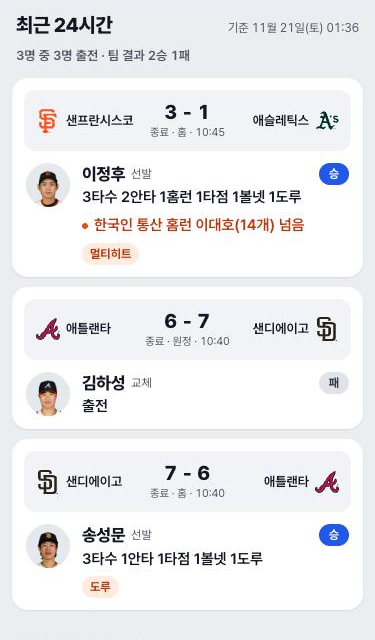 최근 24시간
기준 11월 21일(토) 01:36
3명 중 3명 출전 · 팀 결과 2승 1패
샌프란시스코
3 - 1
애슬레틱스
종료 · 홈 · 10:45
이정후 선발
승
3타수 2안타 1홈런 1타점 1볼넷 1도루
• 한국인 통산 홈런 이대호(14개) 넘음
멀티히트
애틀랜타
6 - 7
샌디에이고
종료 · 원정 · 10:40
김하성 교체
패
출전
샌디에이고
7 - 6
애틀랜타
종료 · 홈 · 10:40
송성문 선발
승
3타수 1안타 1타점 1볼넷 1도루
도루